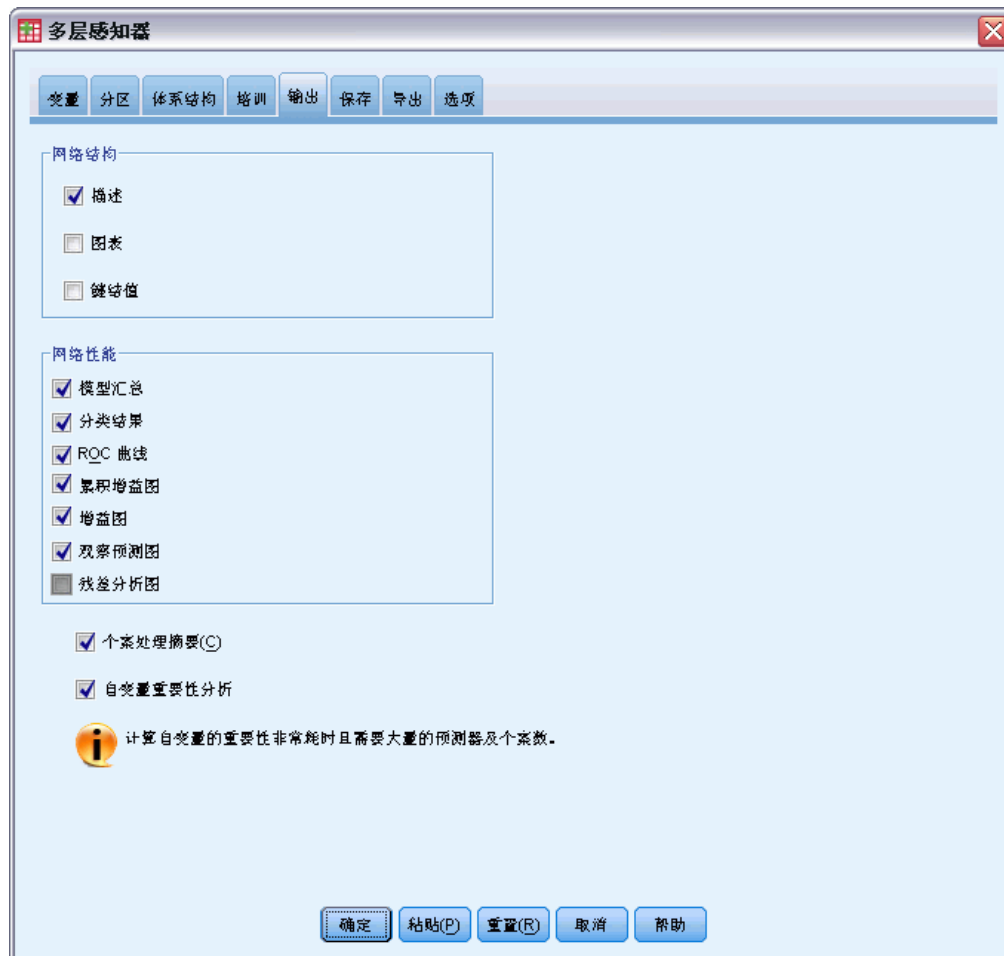 多层感知器
变量 分区 体系结构 培训 输出 保存 导出 选项
网络结构
描述
图表
键结值
网络性能
模型汇总
分类结果
ROC 曲线
累积增益图
增益图
观察预测图
残差分析图
个案处理摘要(C)
自变量重要性分析
计算自变量的重要性非常耗时且需要大量的预测器及个案数。
确定 粘贴(P) 重置(R) 取消 帮助